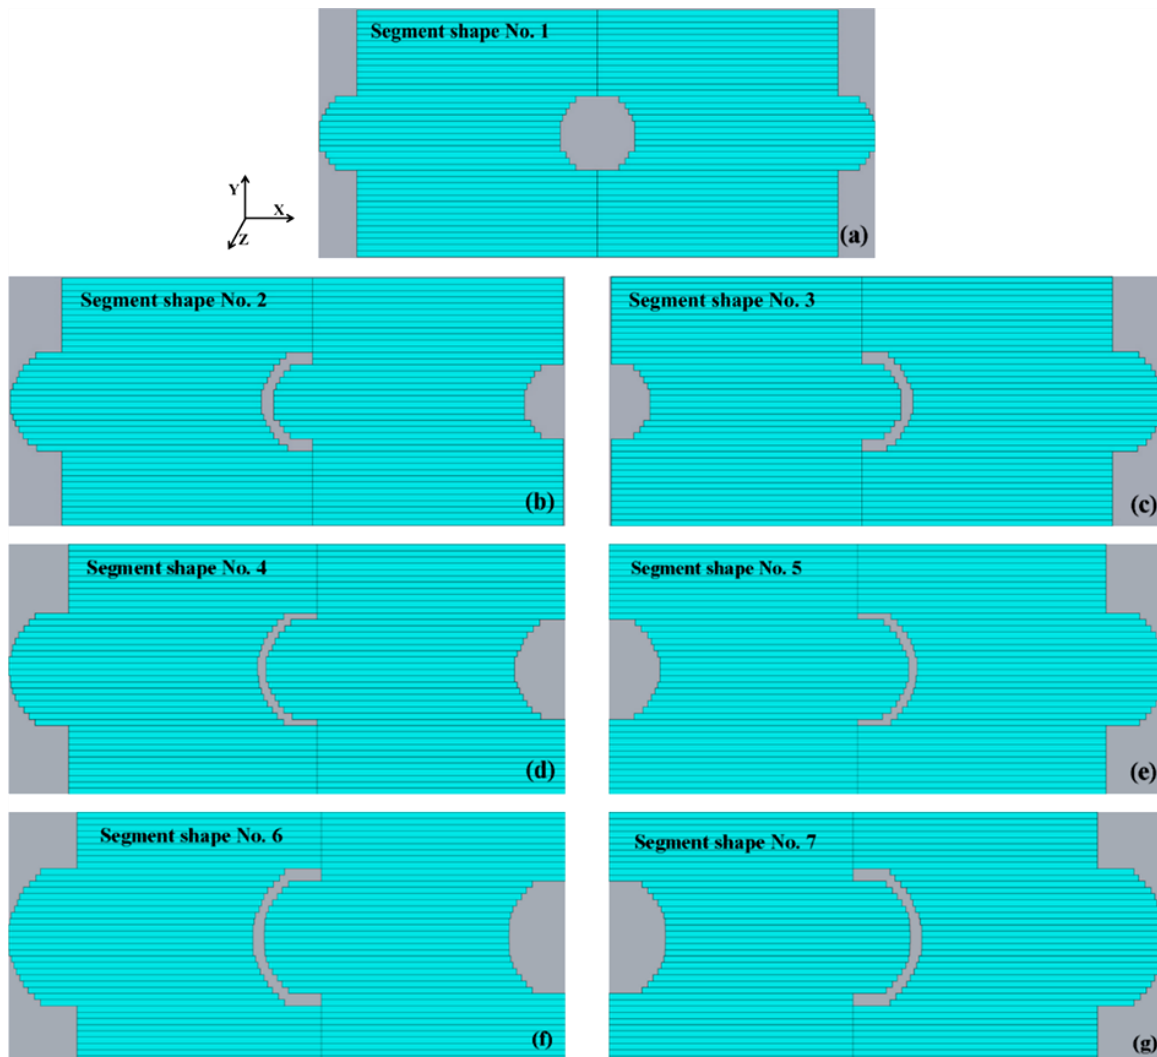 Segment shape No. 1
Y
X
Z
(a)
Segment shape No. 2
(b)
Segment shape No. 3
(c)
Segment shape No. 4
(d)
Segment shape No. 5
(e)
Segment shape No. 6
(f)
Segment shape No. 7
(g)